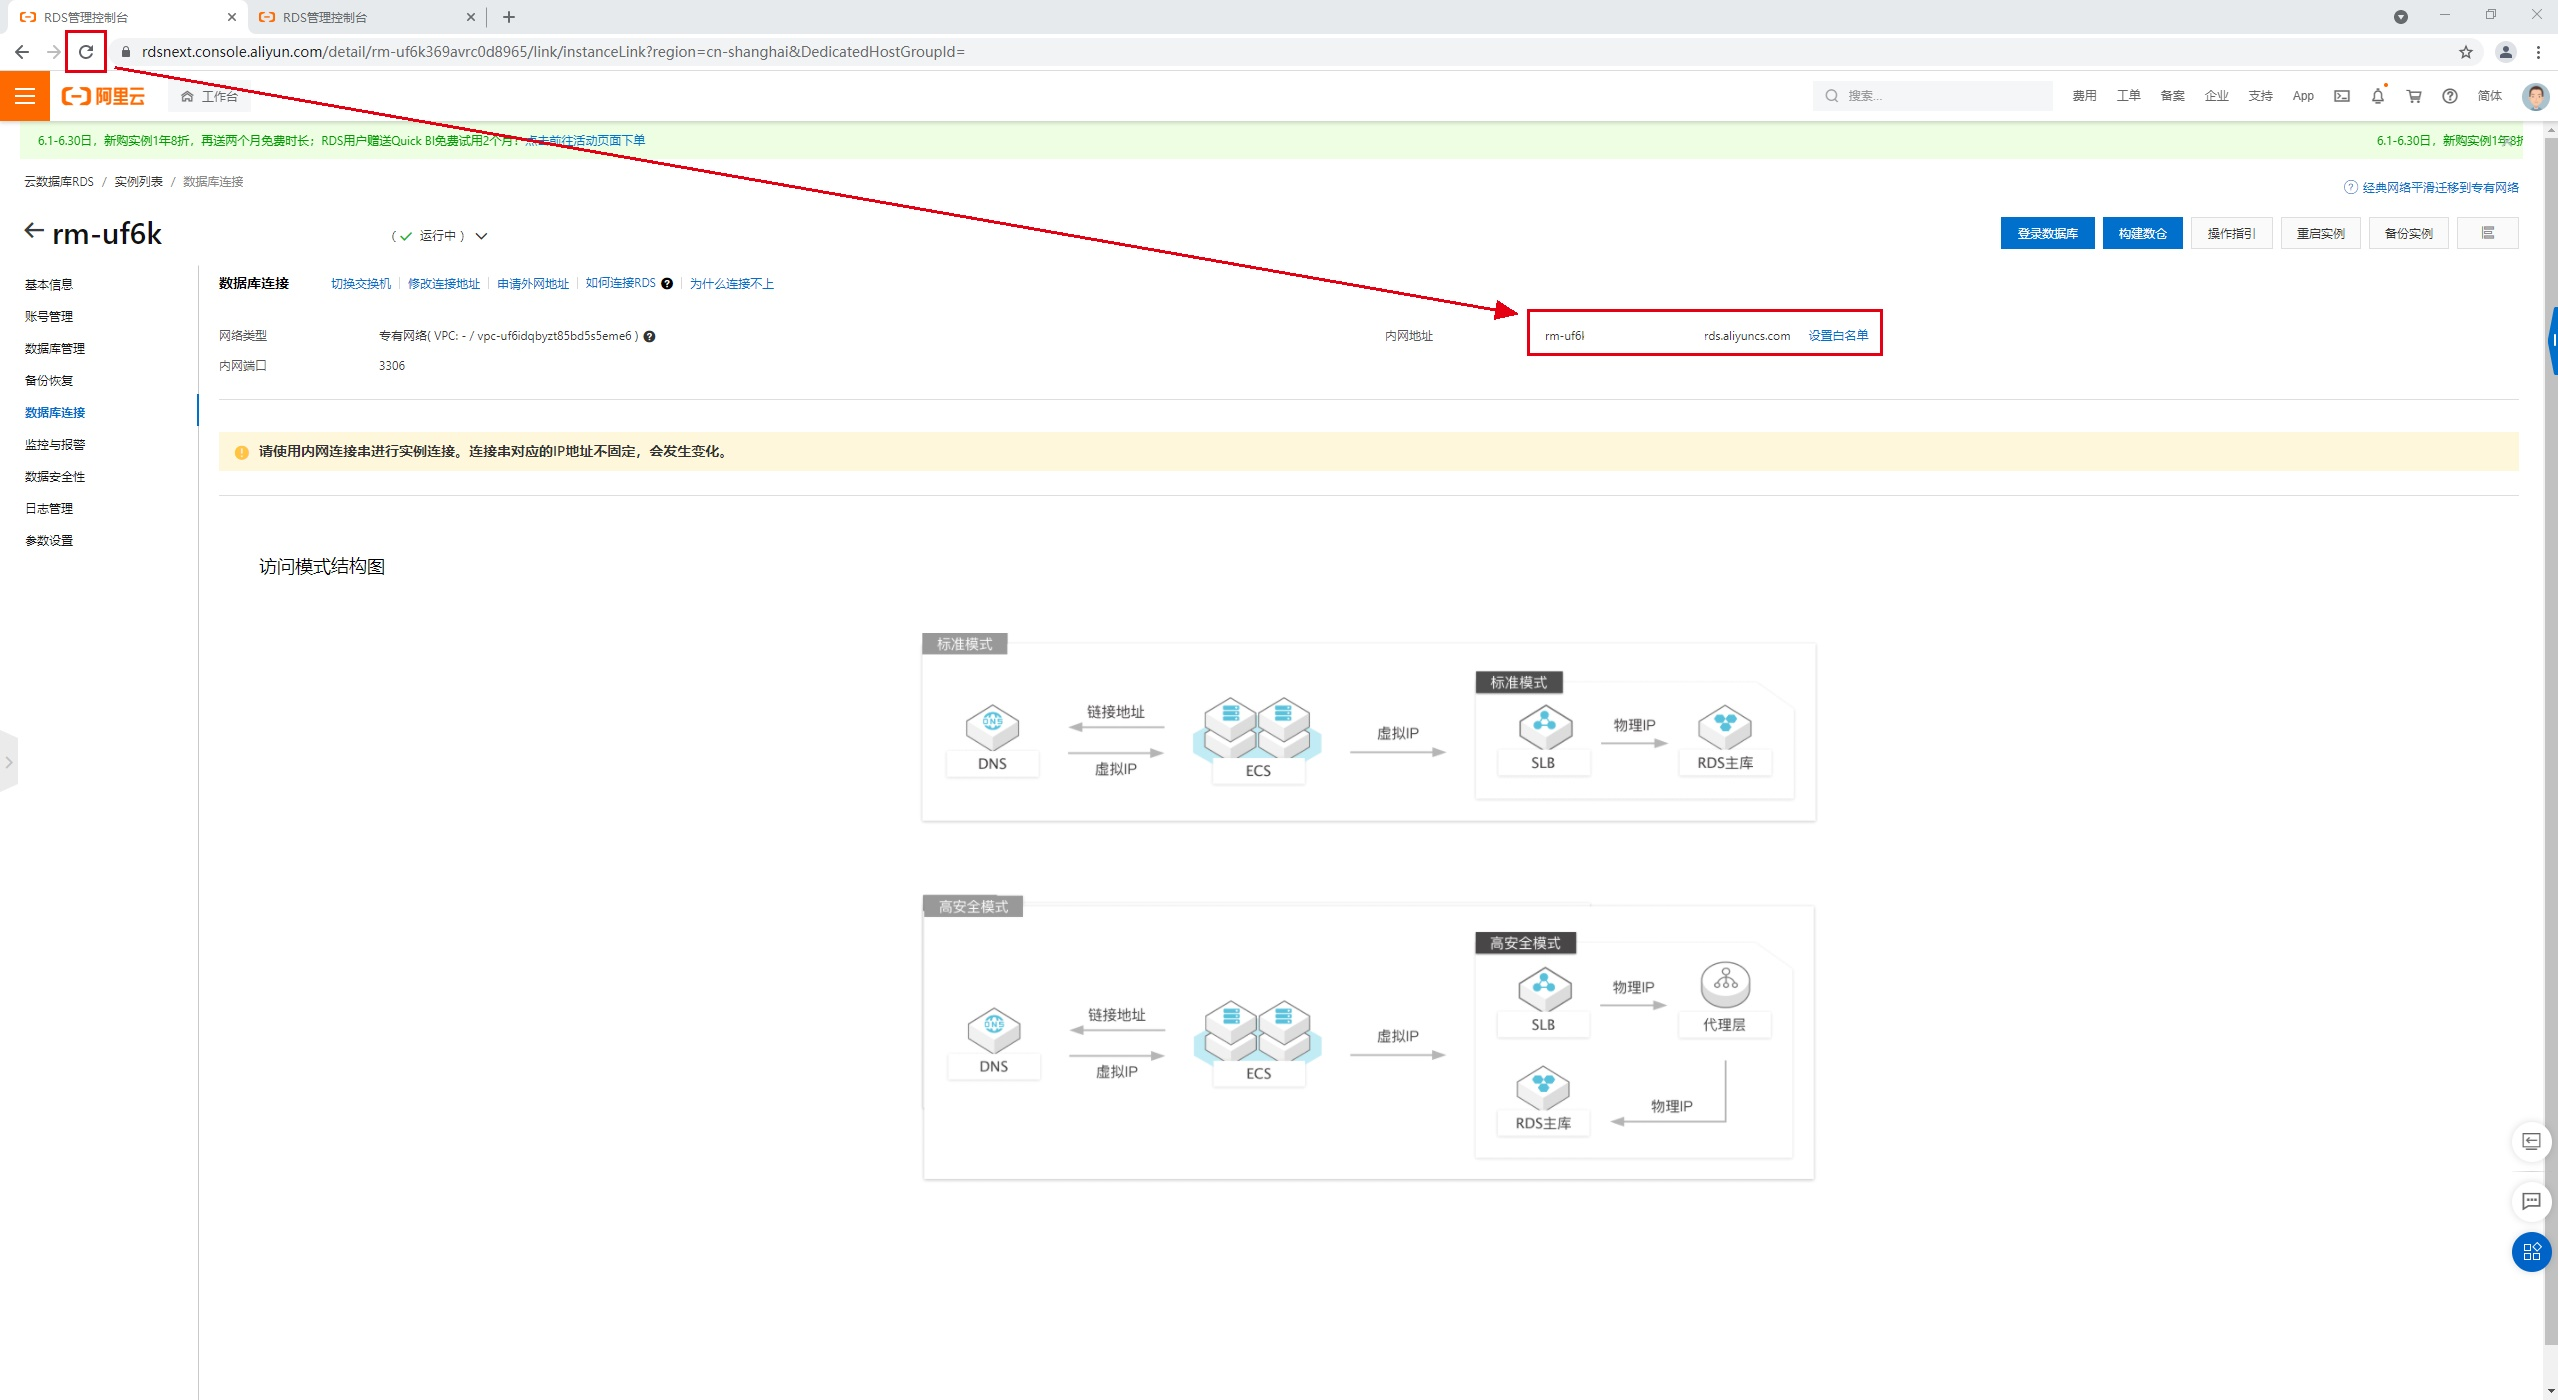 RDS管理控制台
RDS管理控制台
rdsnext.console.aliyun.com/detail/rm-uf6k369avrc0d8965/link/instanceLink?region=cn-shanghai&DedicatedHostGroupId=
阿里云
工作台
搜索...
费用 工单 备案 企业 支持 App 简体
6.1-6.30日，新购实例1年8折，再送两个月免费时长；RDS用户赠送Quick BI免费试用2个月！点击前往活动页面下单
6.1-6.30日，新购实例1年8折
云数据库RDS / 实例列表 / 数据库连接
经典网络平滑迁移到专有网络
rm-uf6k
( 运行中 )
登录数据库 构建数仓 操作指引 重启实例 备份实例
基本信息
账号管理
数据库管理
备份恢复
数据库连接
监控与报警
数据安全性
日志管理
参数设置
数据库连接 切换交换机 修改连接地址 申请外网地址 如何连接RDS 为什么连接不上
网络类型 专有网络( VPC: - / vpc-uf6idqbyzt85bd5s5eme6 )
内网地址 rm-uf6k rds.aliyuncs.com 设置白名单
内网端口 3306
请使用内网连接串进行实例连接。连接串对应的IP地址不固定，会发生变化。
访问模式结构图
标准模式
DNS
链接地址
虚拟IP
ECS
虚拟IP
标准模式
SLB
物理IP
RDS主库
高安全模式
DNS
DNS
链接地址
虚拟IP
ECS
虚拟IP
高安全模式
SLB
物理IP
代理层
RDS主库
物理IP